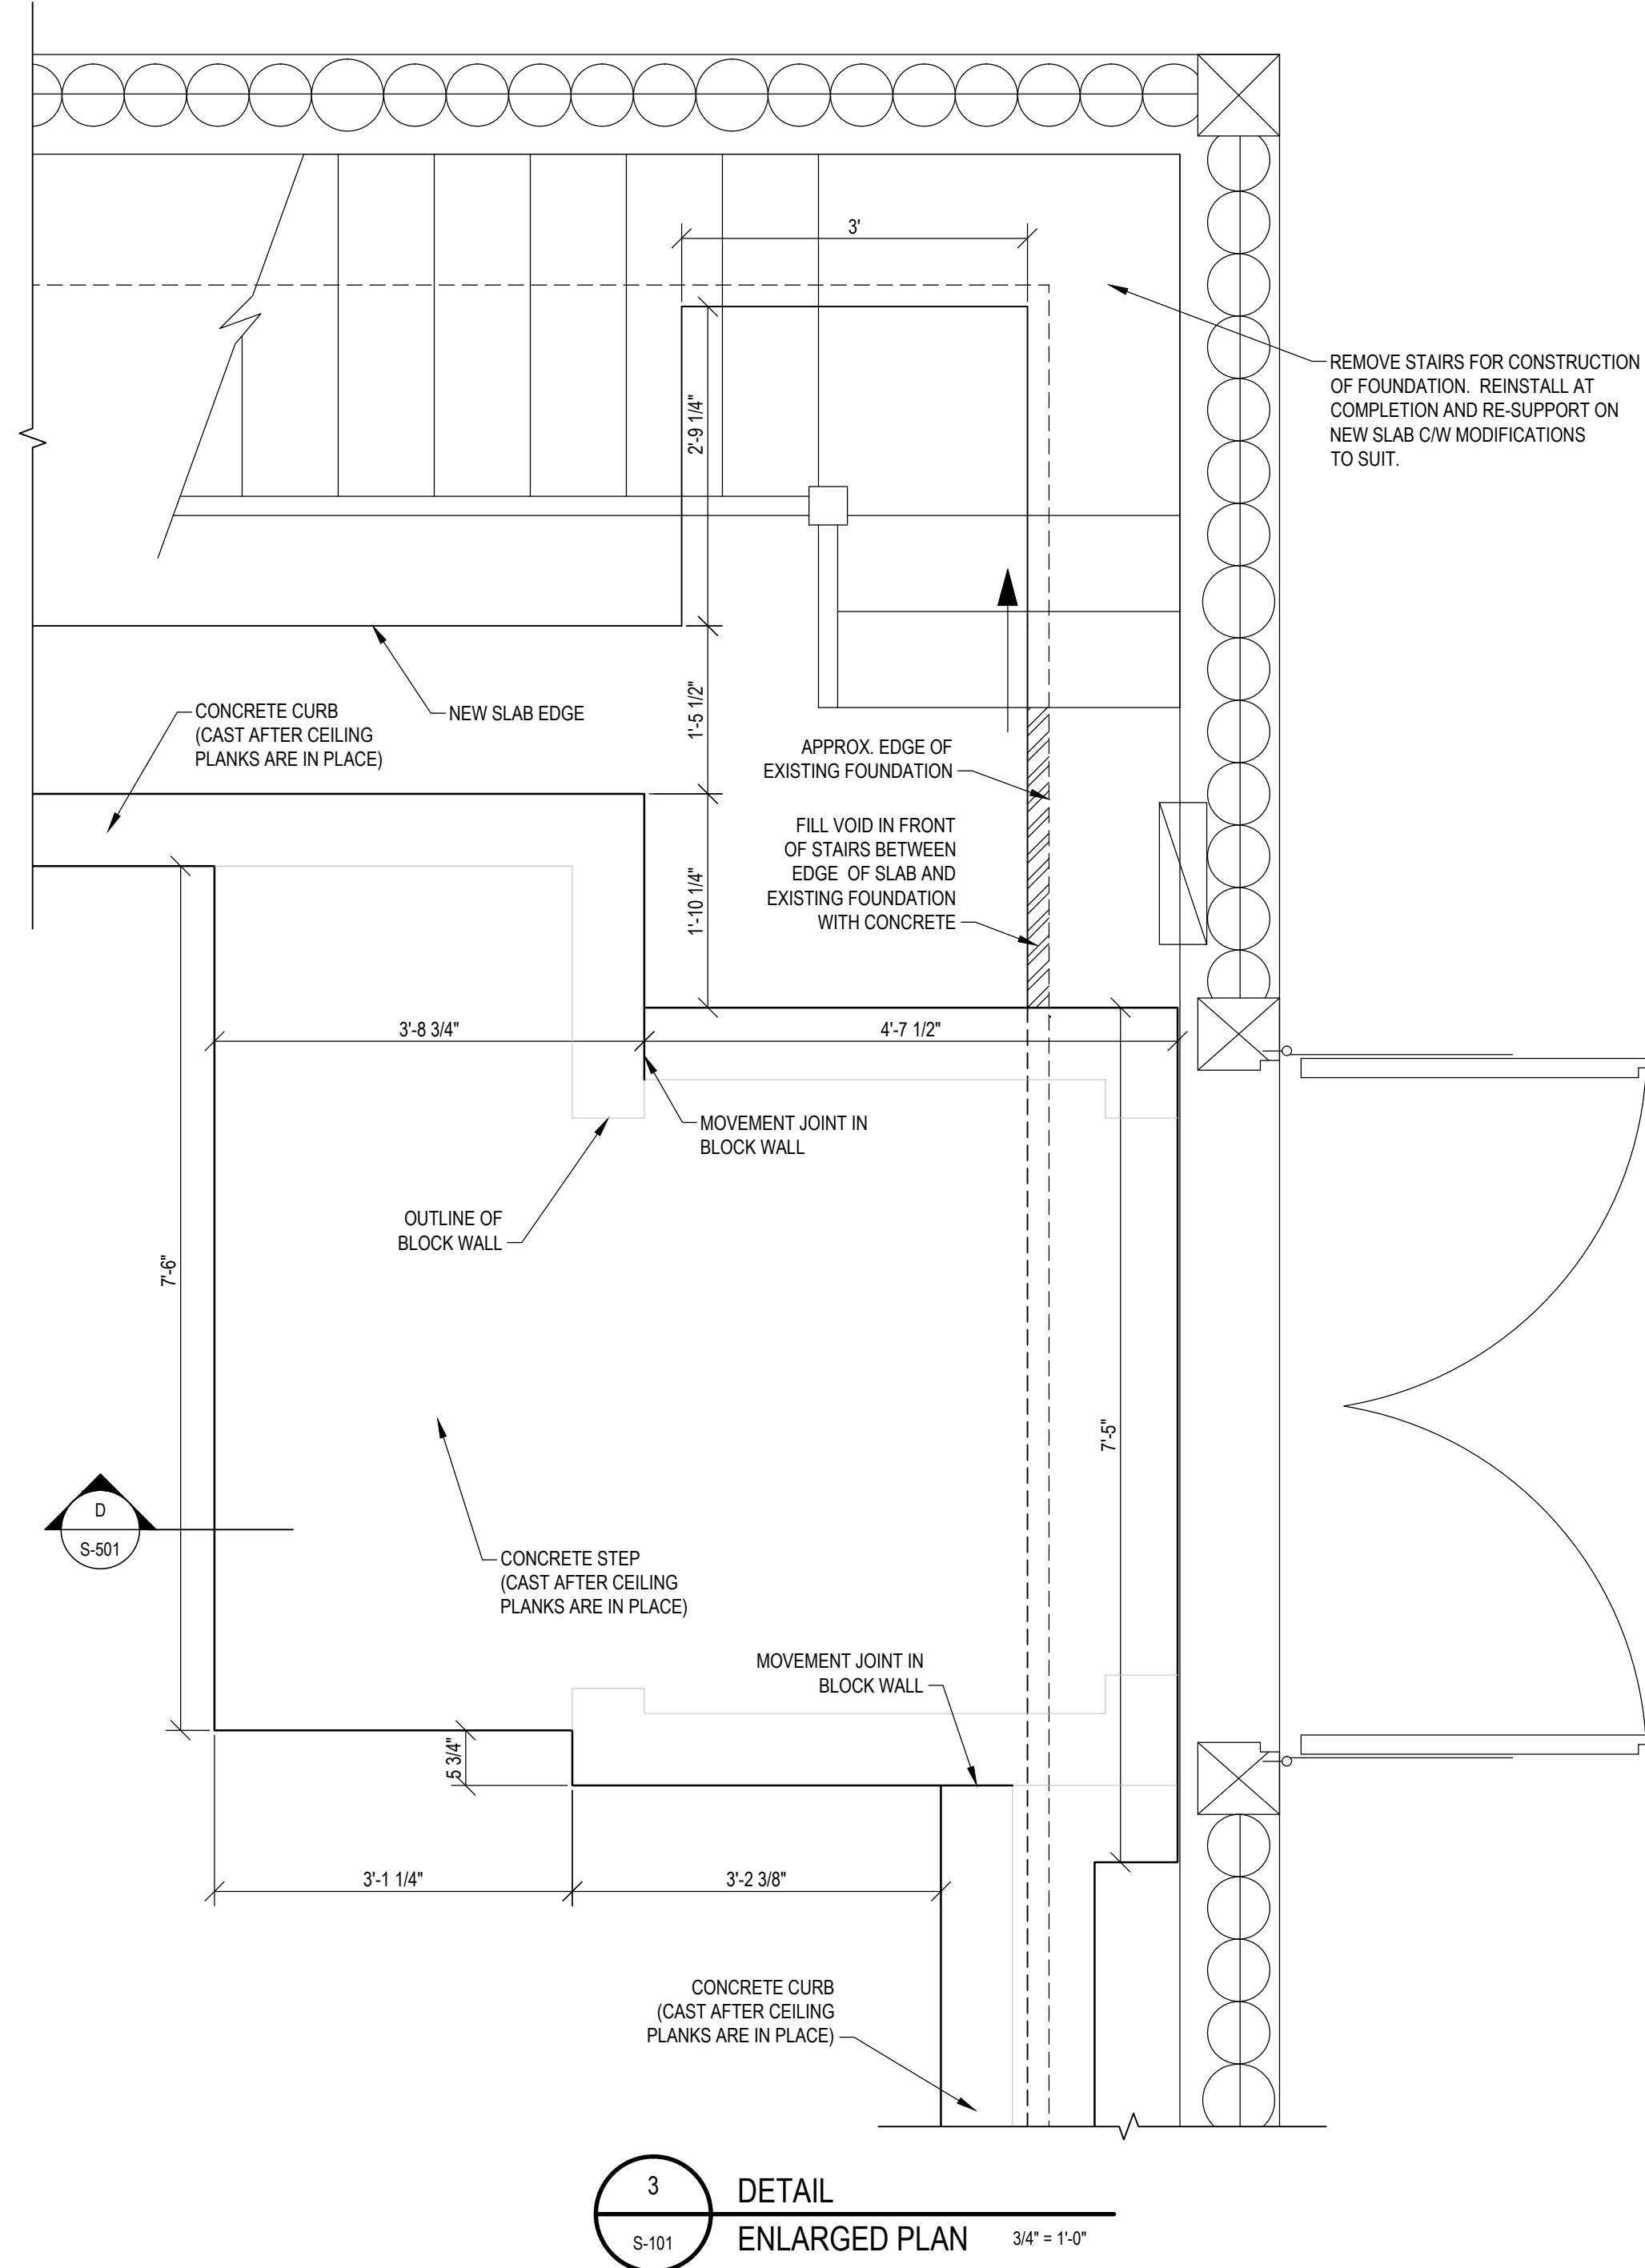 3'
REMOVE STAIRS FOR CONSTRUCTION
OF FOUNDATION. REINSTALL AT
COMPLETION AND RE-SUPPORT ON
NEW SLAB C/W MODIFICATIONS
TO SUIT.
2'-9 1/4"
CONCRETE CURB
(CAST AFTER CEILING
PLANKS ARE IN PLACE)
NEW SLAB EDGE
1'-5 1/2"
APPROX. EDGE OF
EXISTING FOUNDATION
FILL VOID IN FRONT
OF STAIRS BETWEEN
EDGE OF SLAB AND
EXISTING FOUNDATION
WITH CONCRETE
1'-10 1/4"
3'-8 3/4"
4'-7 1/2"
MOVEMENT JOINT IN
BLOCK WALL
OUTLINE OF
BLOCK WALL
7'-6"
7'-5"
D
S-501
CONCRETE STEP
(CAST AFTER CEILING
PLANKS ARE IN PLACE)
MOVEMENT JOINT IN
BLOCK WALL
5 3/4"
3'-1 1/4"
3'-2 3/8"
CONCRETE CURB
(CAST AFTER CEILING
PLANKS ARE IN PLACE)
3
S-101
DETAIL
ENLARGED PLAN
3/4" = 1'-0"